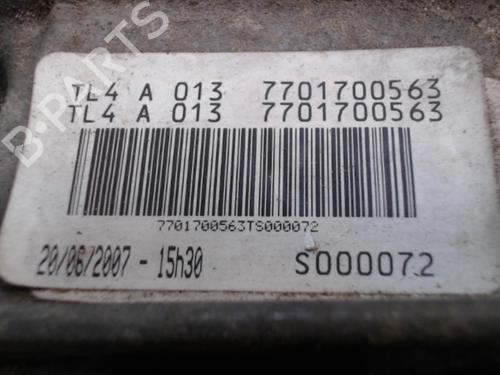 B-PARTS
TL4 A 013 7701700563
TL4 A 013 7701700563
7701700563TS000072
20/06/2007 - 15h30 S000072